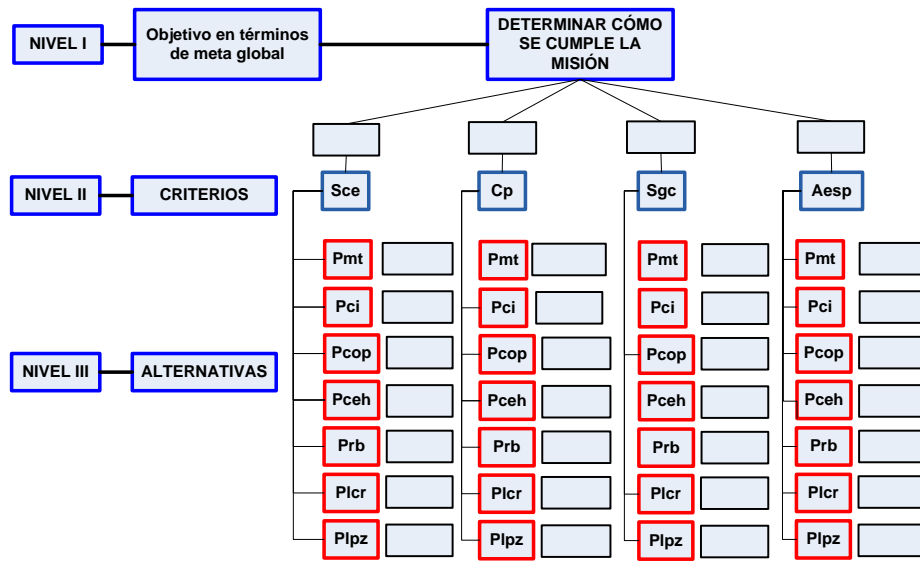 NIVEL I
Objetivo en términos
de meta global
DETERMINAR CÓMO
SE CUMPLE LA
MISIÓN
NIVEL II
CRITERIOS
Sce
Cp
Sgc
Aesp
Pmt
Pmt
Pmt
Pmt
Pci
Pci
Pci
Pci
NIVEL III
ALTERNATIVAS
Pcop
Pcop
Pcop
Pcop
Pceh
Pceh
Pceh
Pceh
Prb
Prb
Prb
Prb
Plcr
Plcr
Plcr
Plcr
Plpz
Plpz
Plpz
Plpz